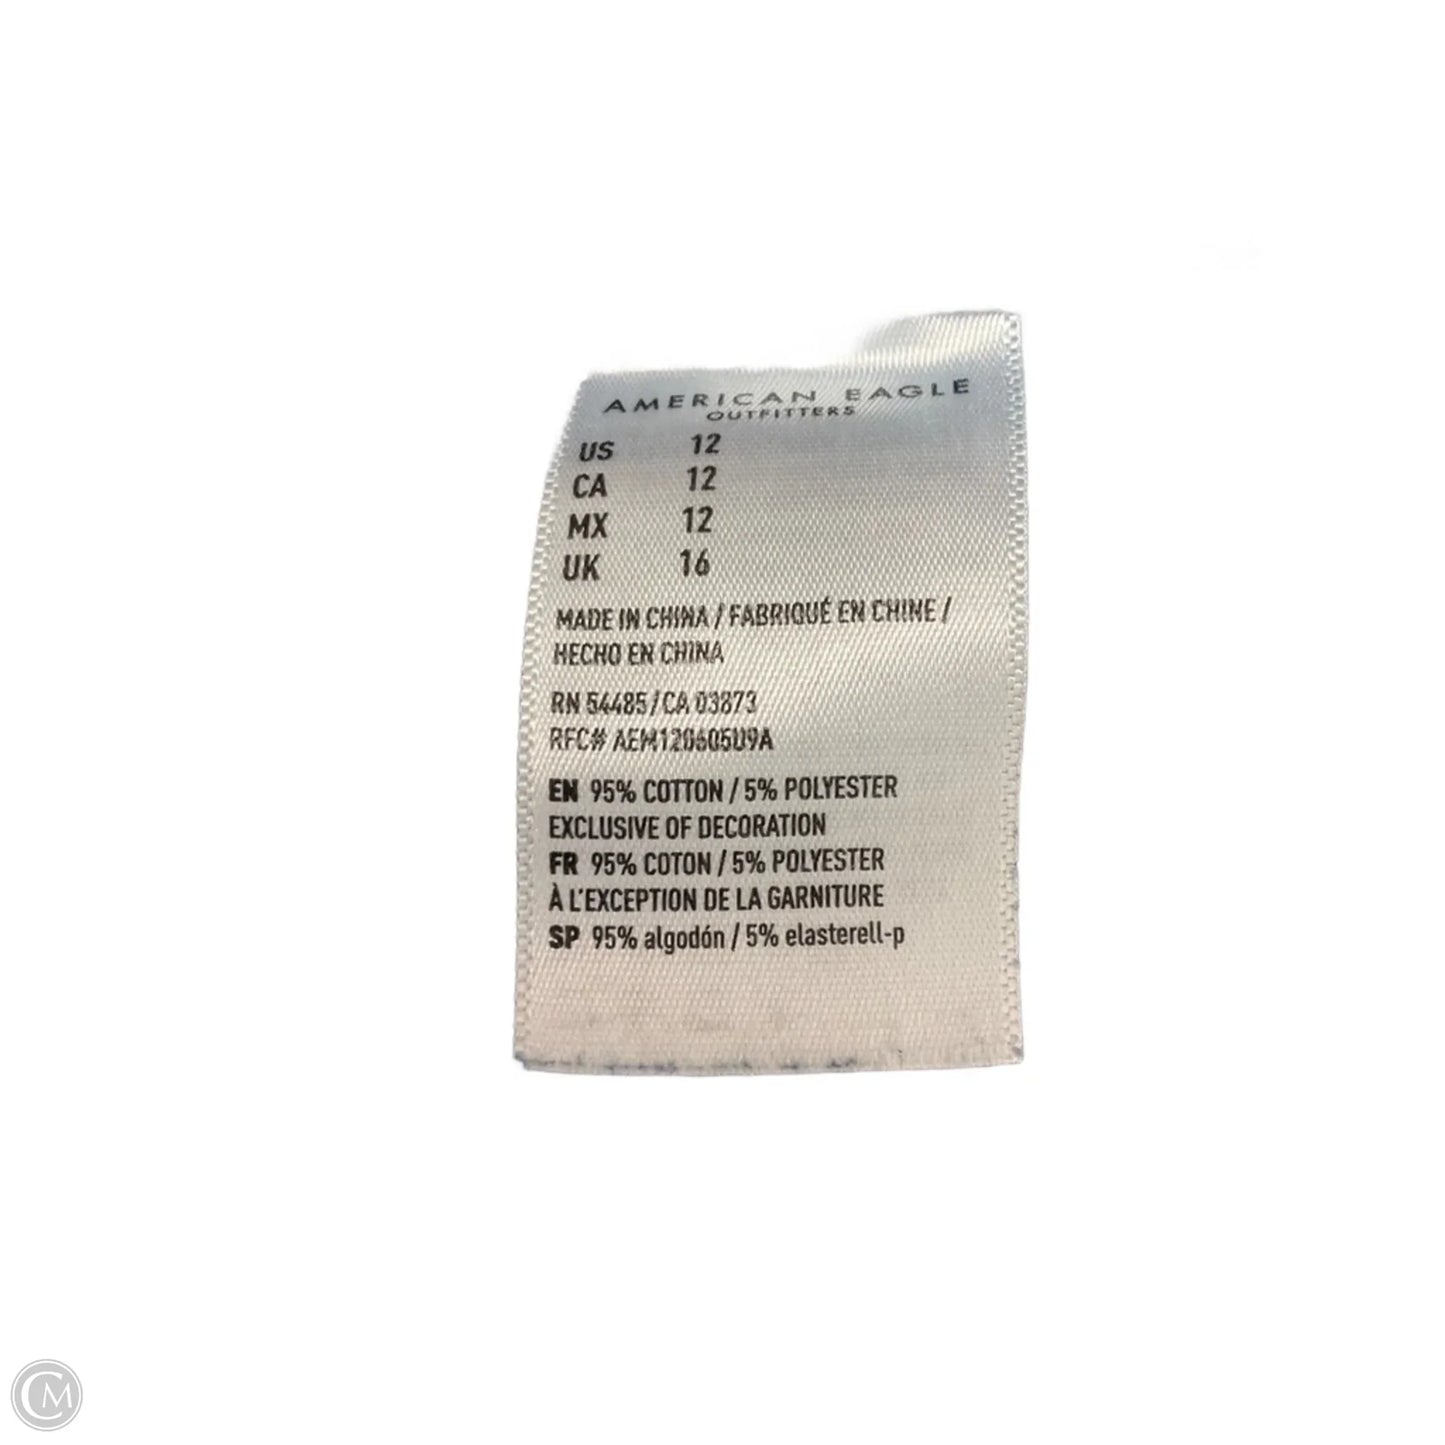 AMERICAN EAGLE
OUTFITTERS
US 12
CA 12
MX 12
UK 16
MADE IN CHINA / FABRIQUÉ EN CHINE /
HECHO EN CHINA
RN 54485 / CA 03873
RFC# AEM120605U9A
EN 95% COTTON / 5% POLYESTER
EXCLUSIVE OF DECORATION
FR 95% COTON / 5% POLYESTER
À L'EXCEPTION DE LA GARNITURE
SP 95% algodón / 5% elasterell-p
CM